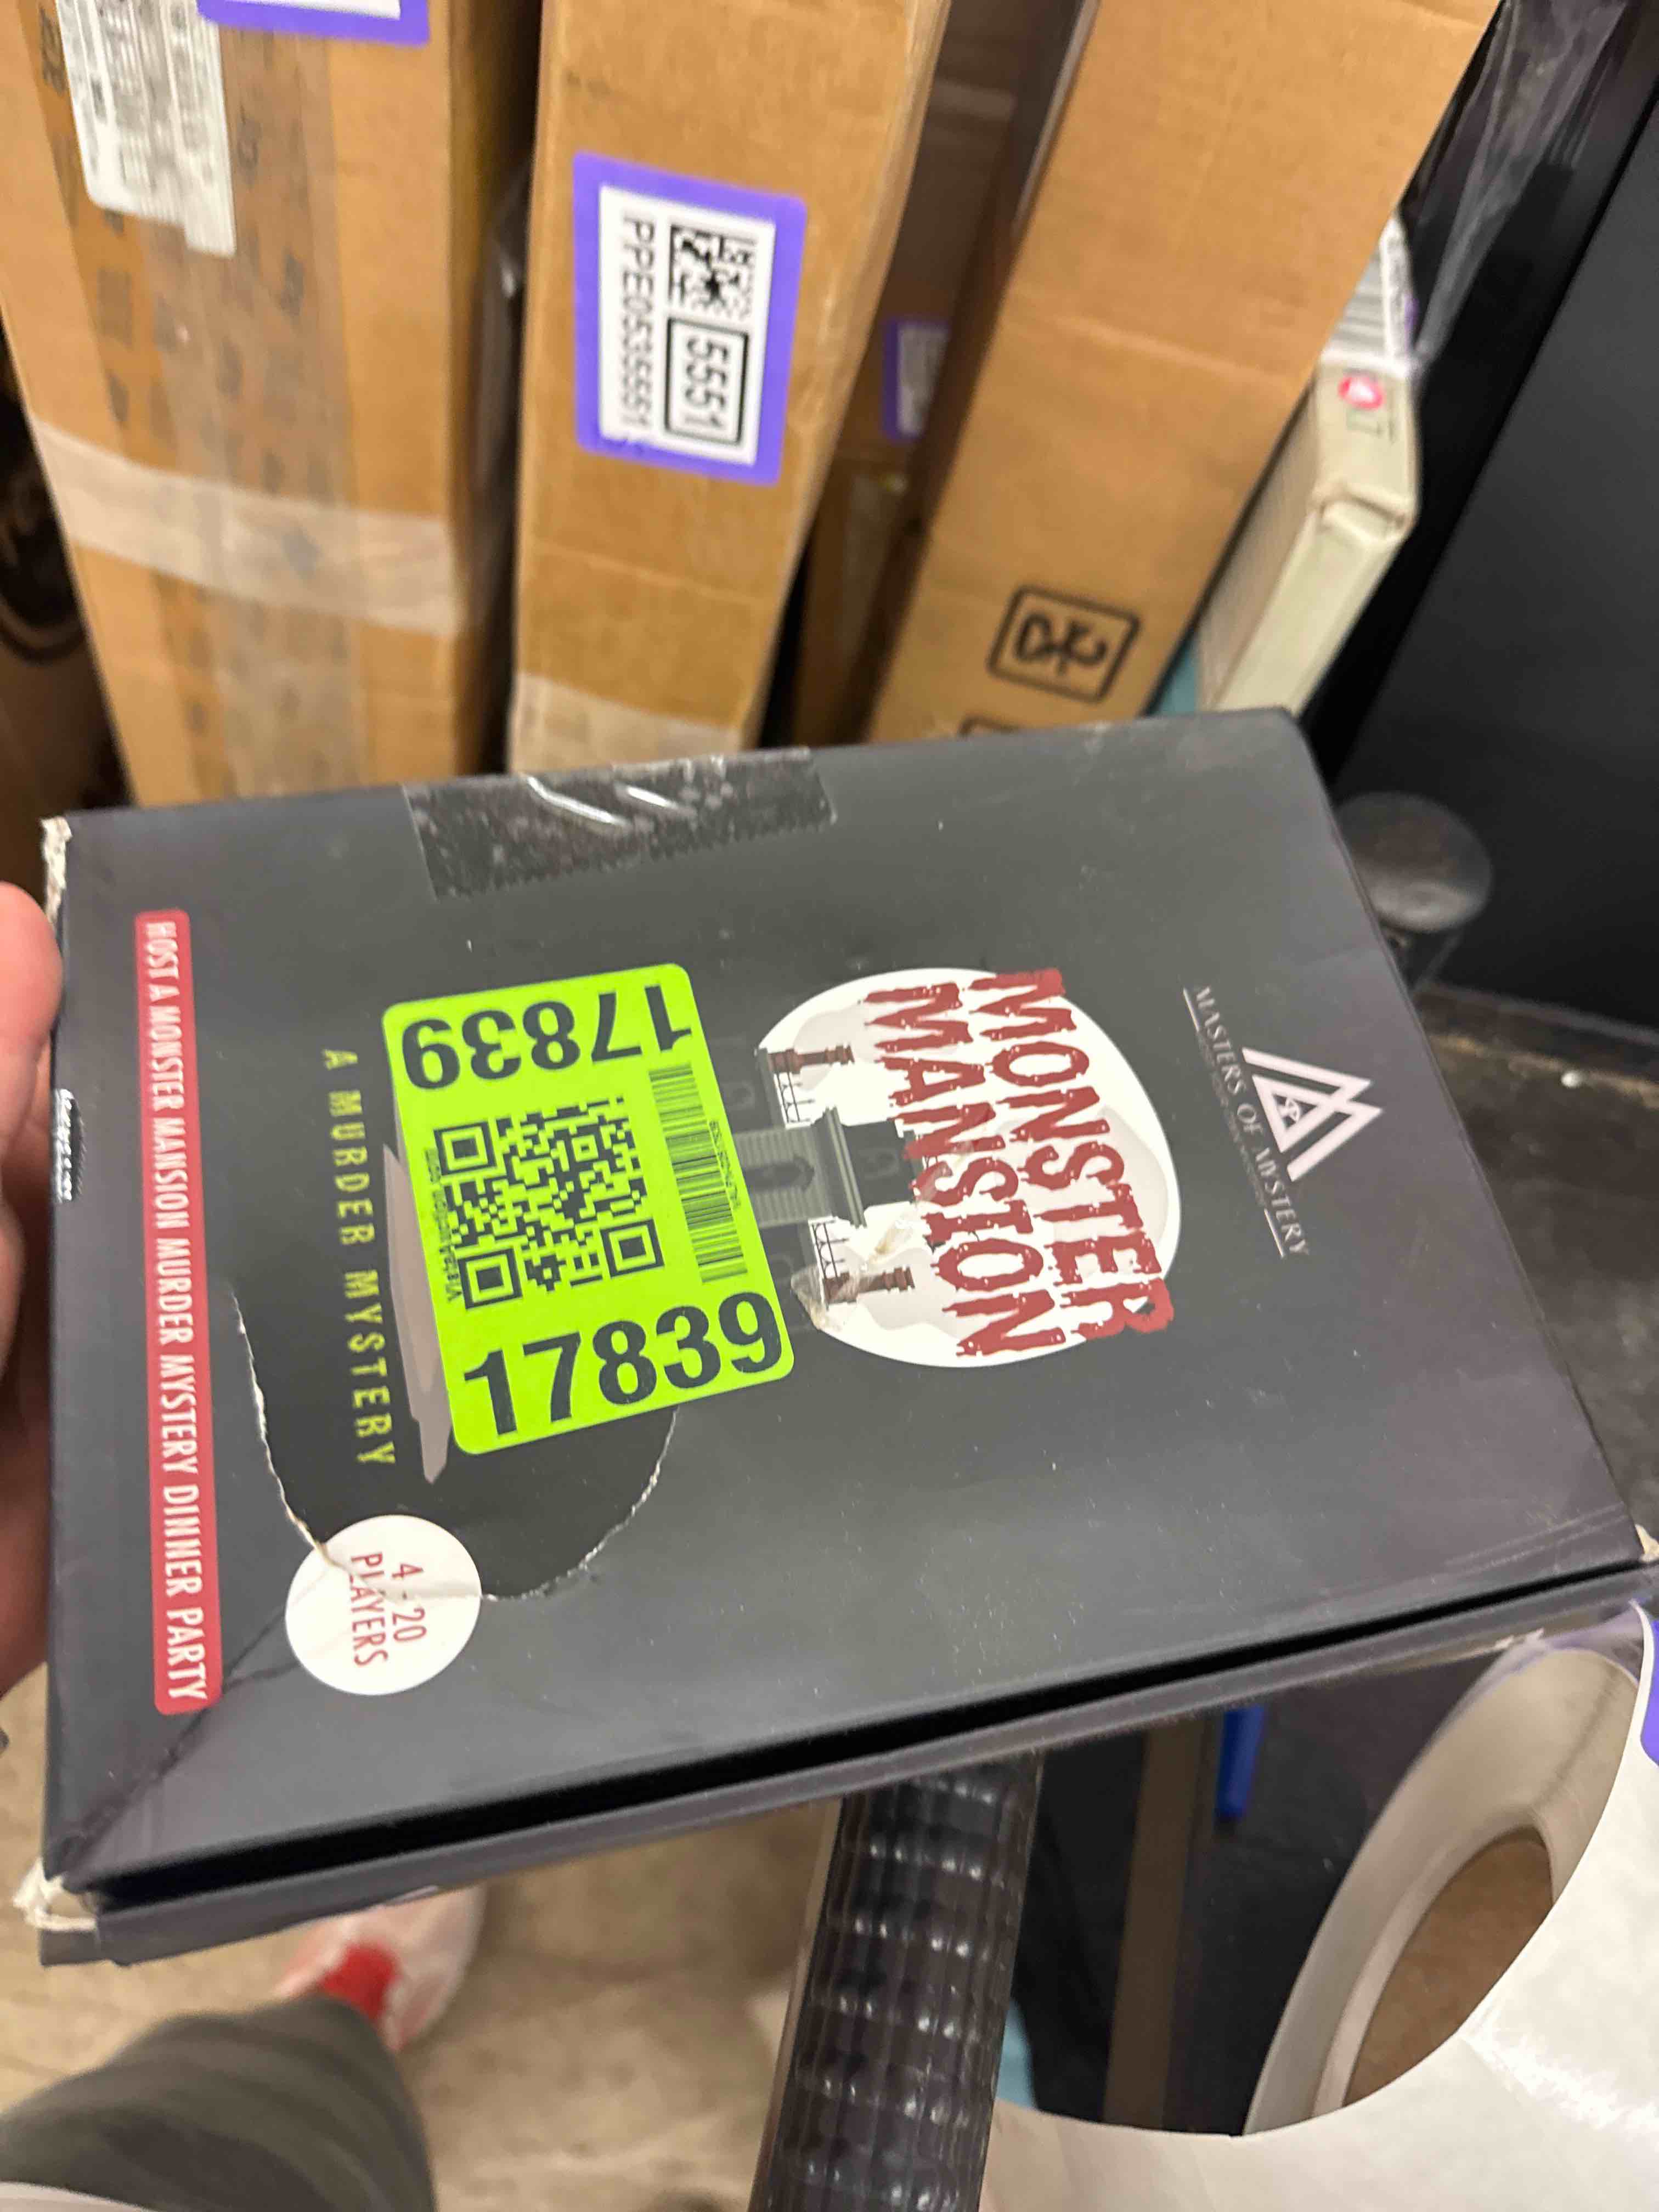 MASTERS OF MYSTERY
MONSTER
MANSION
17839
17839
A MURDER MYSTERY
4 - 20
PLAYERS
HOST A MONSTER MANSION MURDER MYSTERY DINNER PARTY
5551
PPE0535551